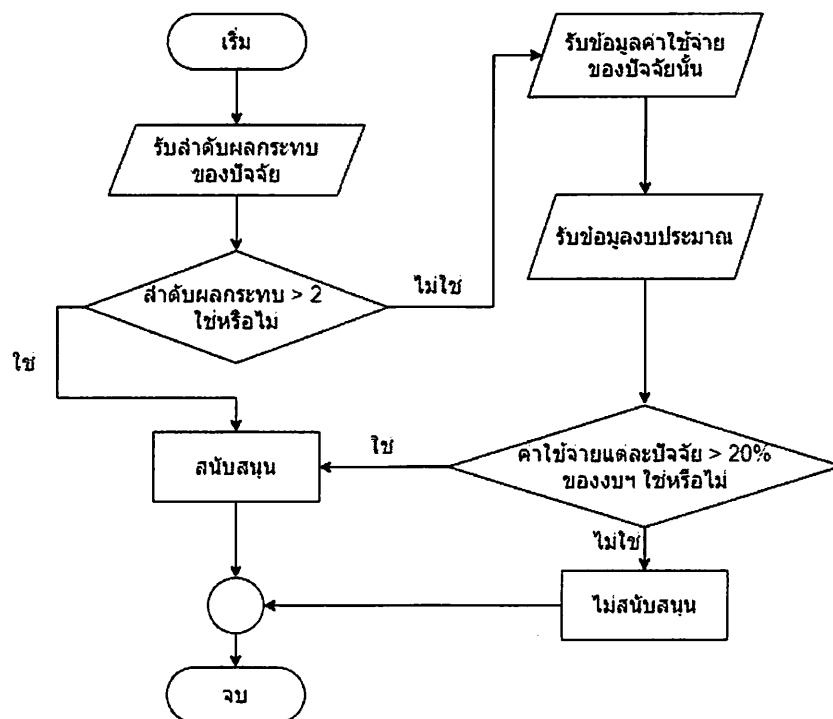 เริ่ม
รับลำดับผลกระทบ
ของปัจจัย
ลำดับผลกระทบ > 2
ใช่หรือไม่
ใช่
ไม่ใช่
รับข้อมูลค่าใช้จ่าย
ของปัจจัยนั้น
รับข้อมูลงบประมาณ
ค่าใช้จ่ายแต่ละปัจจัย > 20%
ของงบฯ ใช่หรือไม่
ใช่
ไม่ใช่
สนับสนุน
ไม่สนับสนุน
จบ